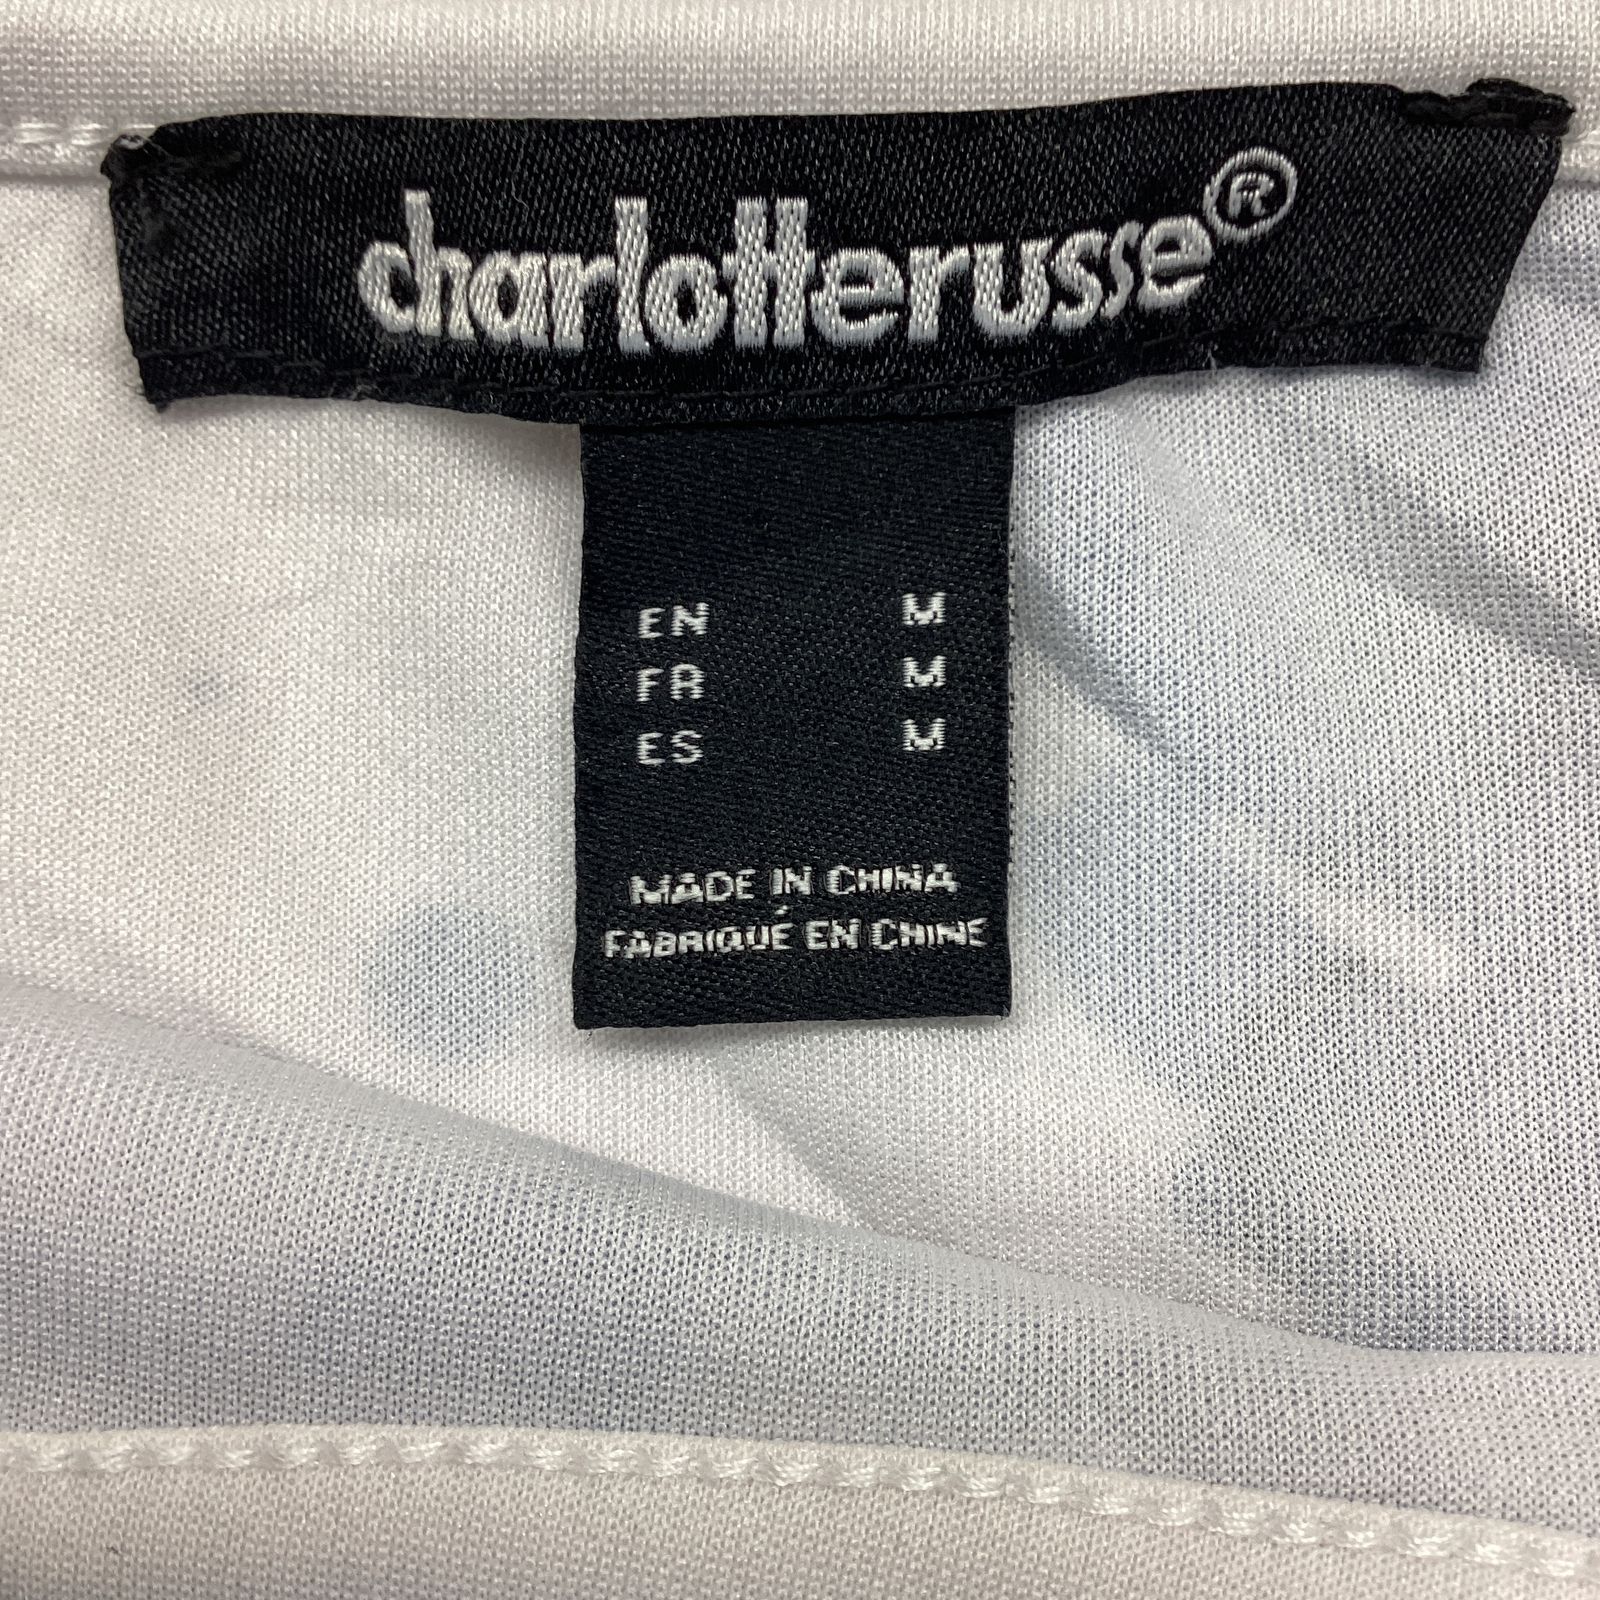 charlotterusse®
EN M
FR M
ES M
MADE IN CHINA
FABRIQUÉ EN CHINE